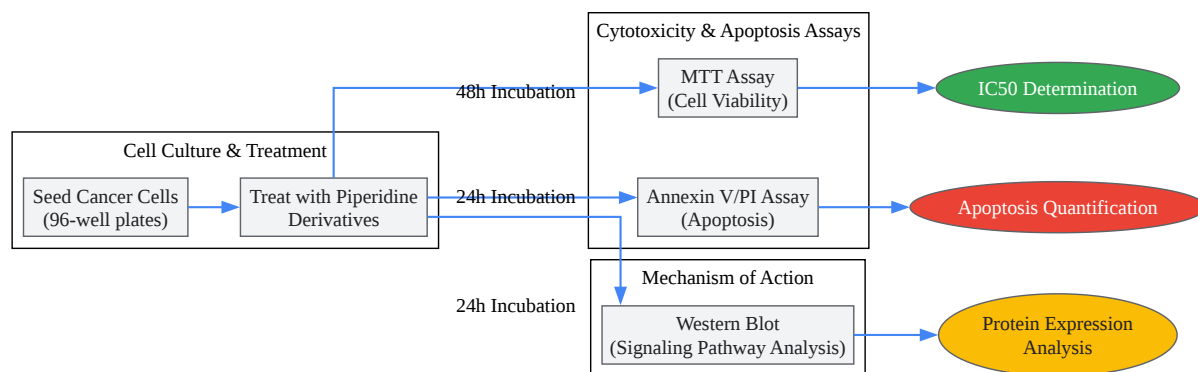 Cytotoxicity & Apoptosis Assays
MTT Assay
(Cell Viability)
48h Incubation
IC50 Determination
Cell Culture & Treatment
Seed Cancer Cells
(96-well plates)
Treat with Piperidine
Derivatives
24h Incubation
Annexin V/PI Assay
(Apoptosis)
Apoptosis Quantification
Mechanism of Action
24h Incubation
Western Blot
(Signaling Pathway Analysis)
Protein Expression
Analysis